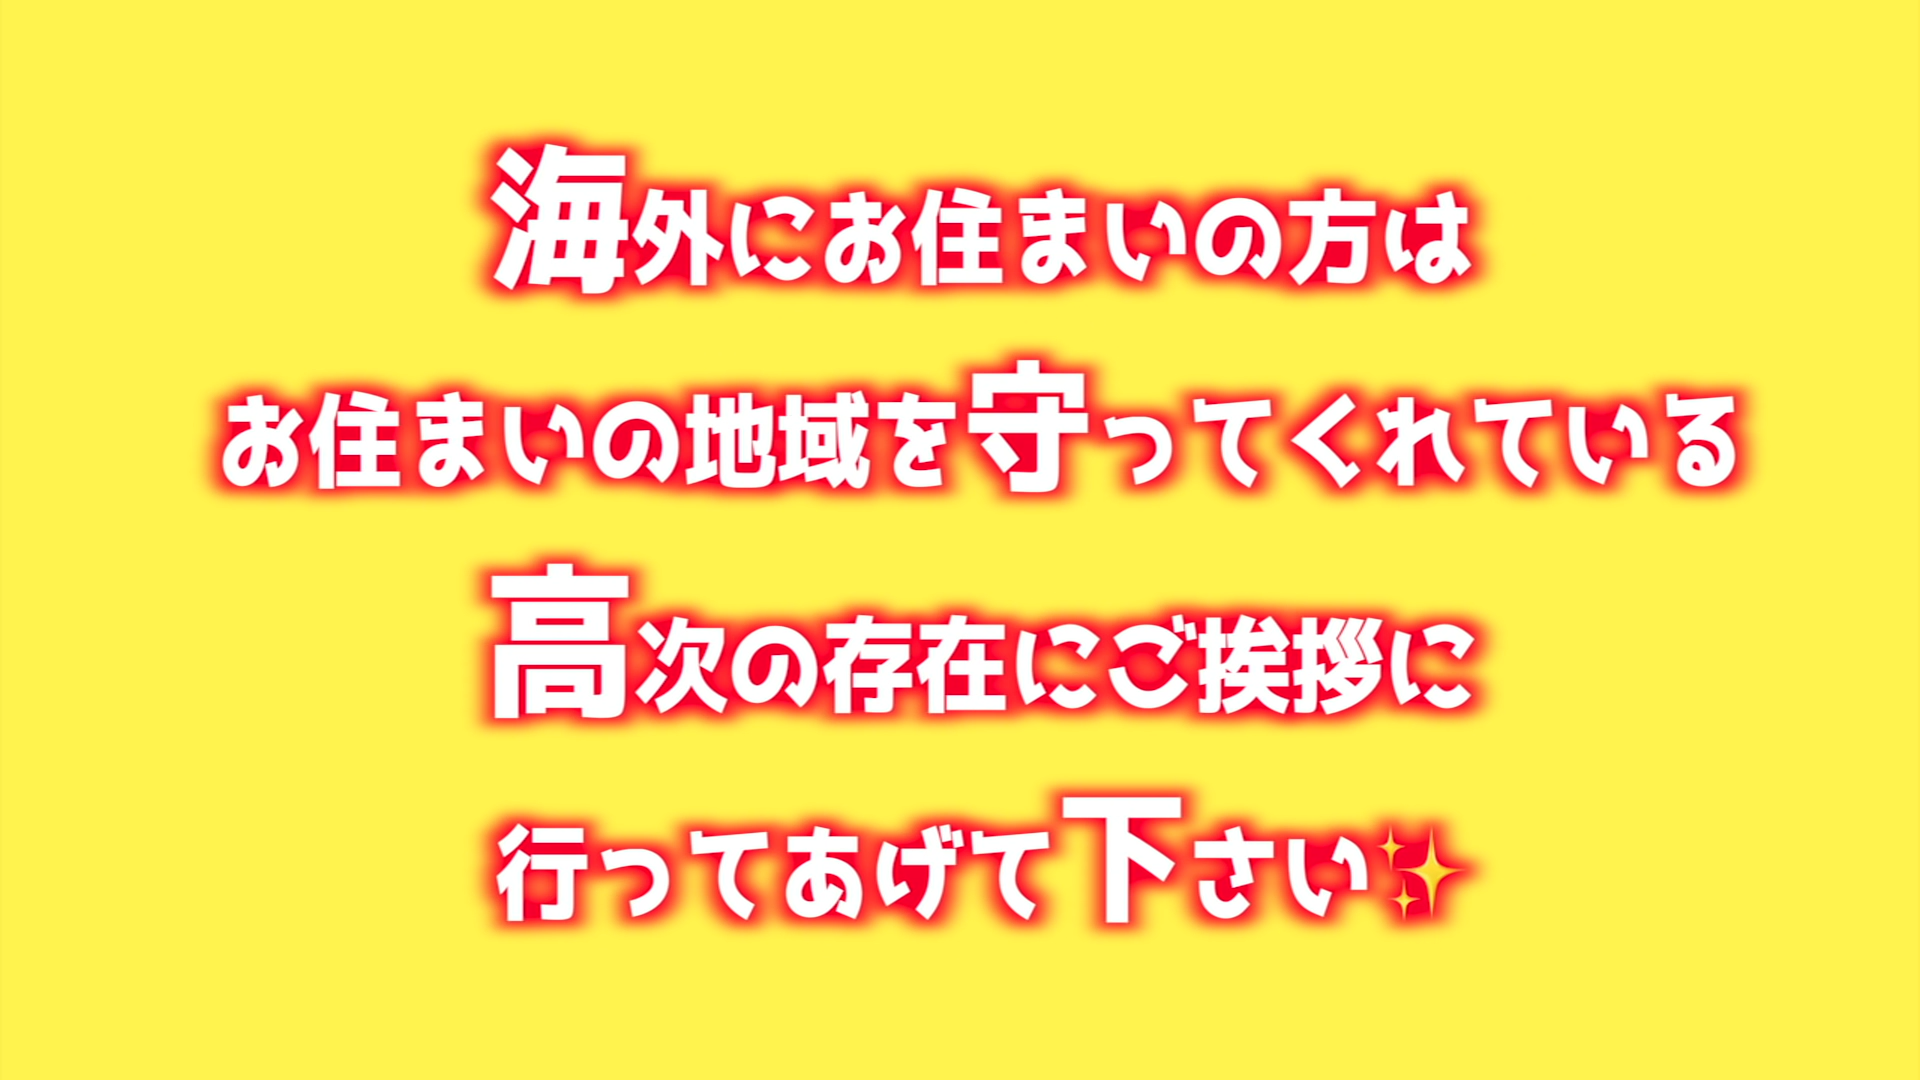 海外にお住まいの方は
お住まいの地域を守ってくれている
高次の存在にご挨拶に
行ってあげて下さい✨